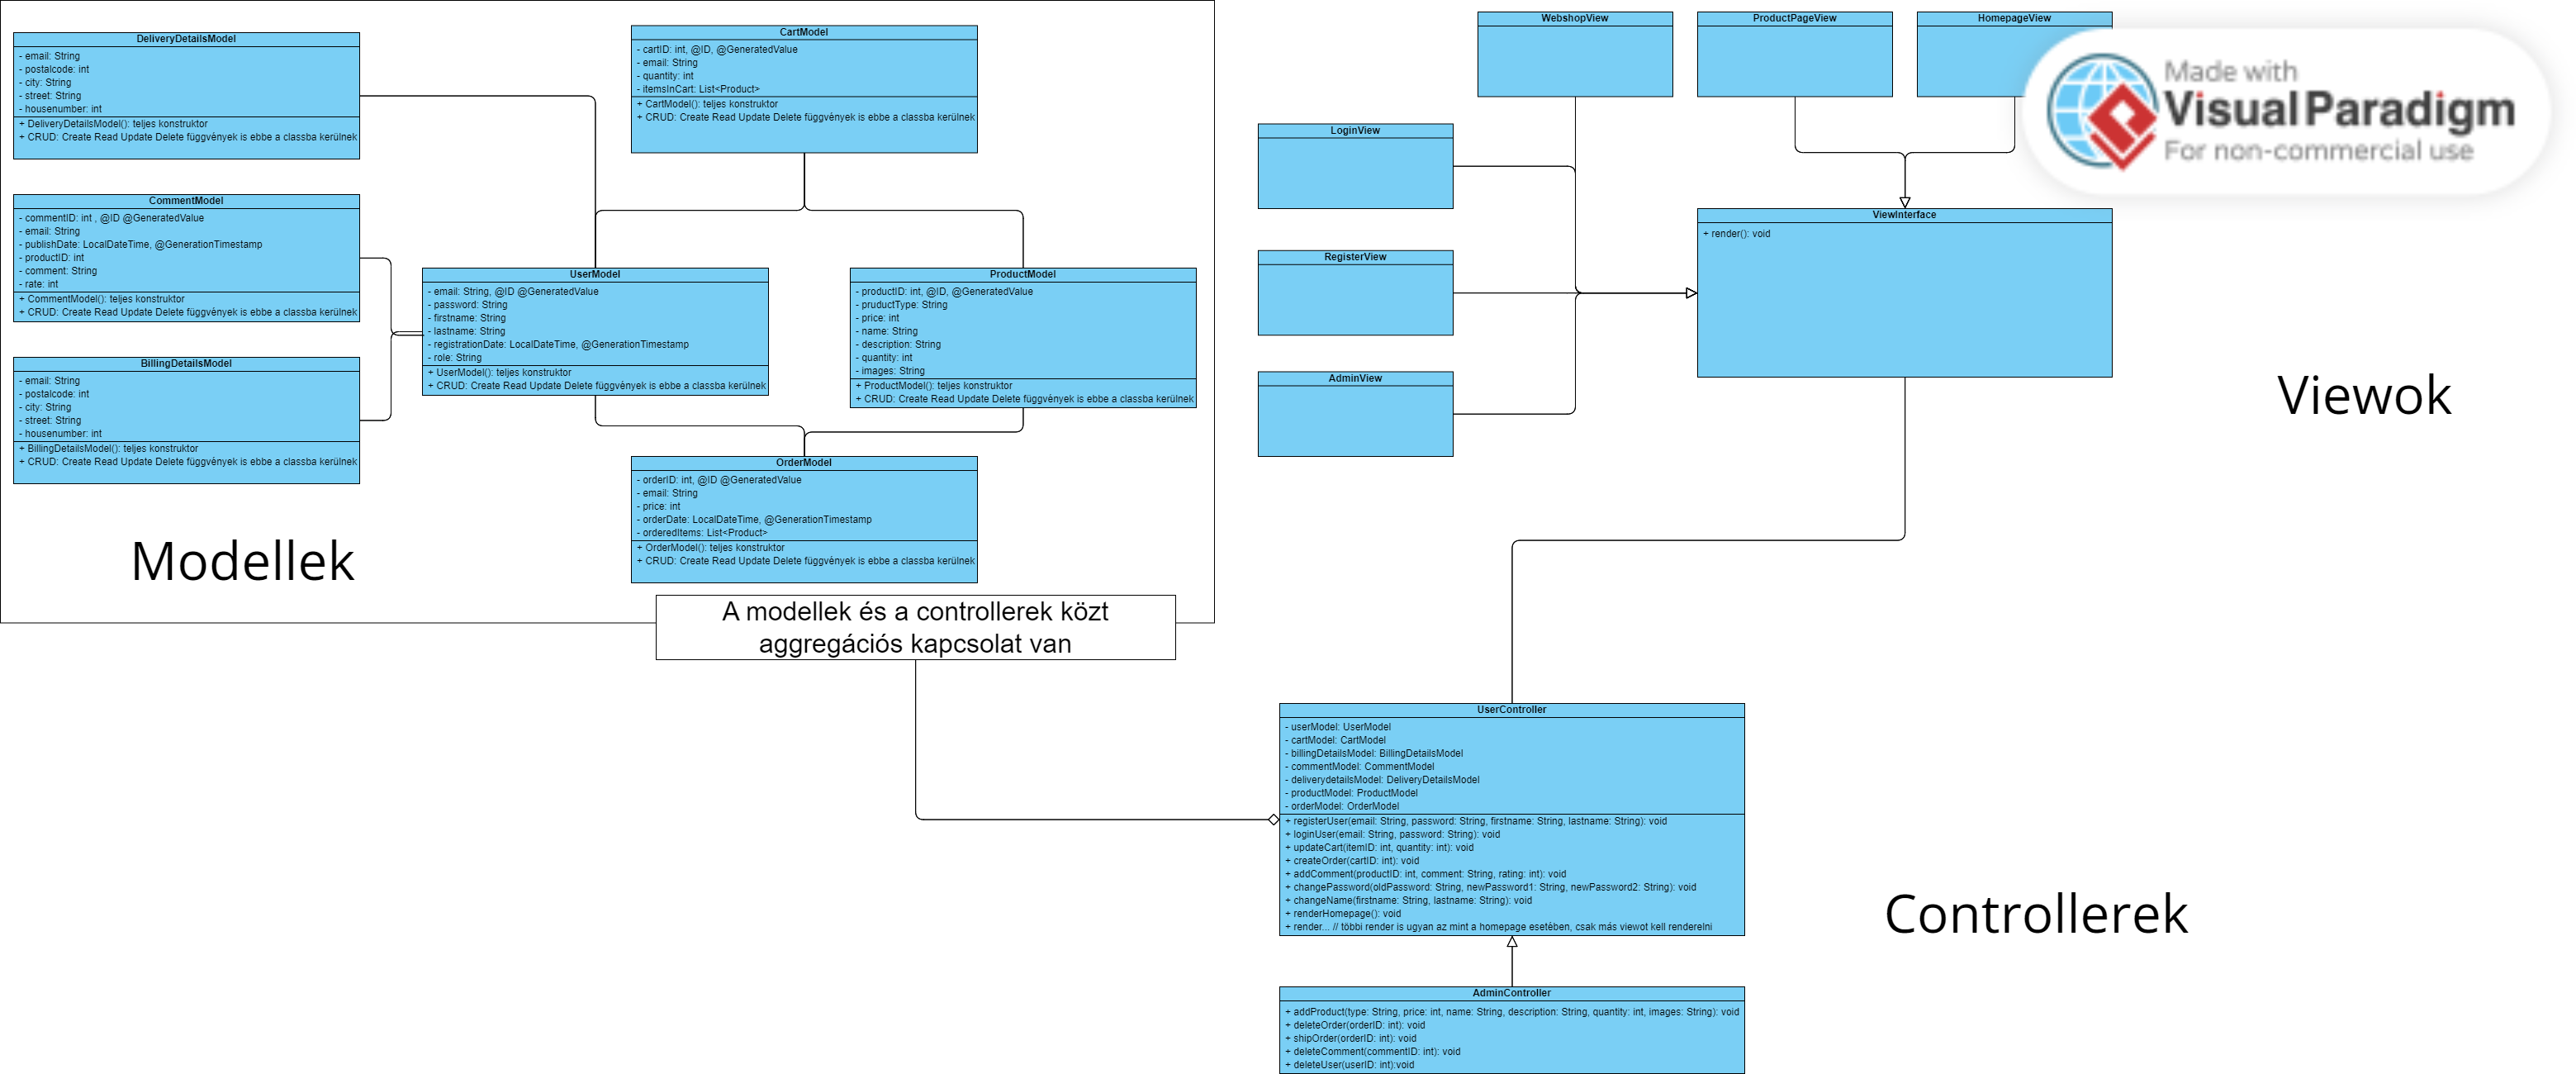 DeliveryDetailsModel
- email: String
- postalcode: int
- city: String
- street: String
- housenumber: int
+ DeliveryDetailsModel(): teljes konstruktor
+ CRUD: Create Read Update Delete függvények is ebbe a classba kerülnek
CartModel
- cartID: int, @ID, @GeneratedValue
- email: String
- quantity: int
- itemsInCart: List<Product>
+ CartModel(): teljes konstruktor
+ CRUD: Create Read Update Delete függvények is ebbe a classba kerülnek
CommentModel
- commentID: int , @ID @GeneratedValue
- email: String
- publishDate: LocalDateTime, @GenerationTimestamp
- productID: int
- comment: String
- rate: int
+ CommentModel(): teljes konstruktor
+ CRUD: Create Read Update Delete függvények is ebbe a classba kerülnek
UserModel
- email: String, @ID @GeneratedValue
- password: String
- firstname: String
- lastname: String
- registrationDate: LocalDateTime, @GenerationTimestamp
- role: String
+ UserModel(): teljes konstruktor
+ CRUD: Create Read Update Delete függvények is ebbe a classba kerülnek
ProductModel
- productID: int, @ID, @GeneratedValue
- pruductType: String
- price: int
- name: String
- description: String
- quantity: int
- images: String
+ ProductModel(): teljes konstruktor
+ CRUD: Create Read Update Delete függvények is ebbe a classba kerülnek
BillingDetailsModel
- email: String
- postalcode: int
- city: String
- street: String
- housenumber: int
+ BillingDetailsModel(): teljes konstruktor
+ CRUD: Create Read Update Delete függvények is ebbe a classba kerülnek
OrderModel
- orderID: int, @ID @GeneratedValue
- email: String
- price: int
- orderDate: LocalDateTime, @GenerationTimestamp
- orderedItems: List<Product>
+ OrderModel(): teljes konstruktor
+ CRUD: Create Read Update Delete függvények is ebbe a classba kerülnek
Modellek
A modellek és a controllerek közt
aggregációs kapcsolat van
WebshopView
ProductPageView
HomepageView
LoginView
RegisterView
AdminView
ViewInterface
+ render(): void
Made with
Visual Paradigm
For non-commercial use
Viewok
UserController
- userModel: UserModel
- cartModel: CartModel
- billingDetailsModel: BillingDetailsModel
- commentModel: CommentModel
- deliverydetailsModel: DeliveryDetailsModel
- productModel: ProductModel
- orderModel: OrderModel
+ registerUser(email: String, password: String, firstname: String, lastname: String): void
+ loginUser(email: String, password: String): void
+ updateCart(itemID: int, quantity: int): void
+ createOrder(cartID: int): void
+ addComment(productID: int, comment: String, rating: int): void
+ changePassword(oldPassword: String, newPassword1: String, newPassword2: String): void
+ changeName(firstname: String, lastname: String): void
+ renderHomepage(): void
+ render... // többi render is ugyan az mint a homepage esetében, csak más viewot kell renderelni
Controllerek
AdminController
+ addProduct(type: String, price: int, name: String, description: String, quantity: int, images: String): void
+ deleteOrder(orderID: int): void
+ shipOrder(orderID: int): void
+ deleteComment(commentID: int): void
+ deleteUser(userID: int):void